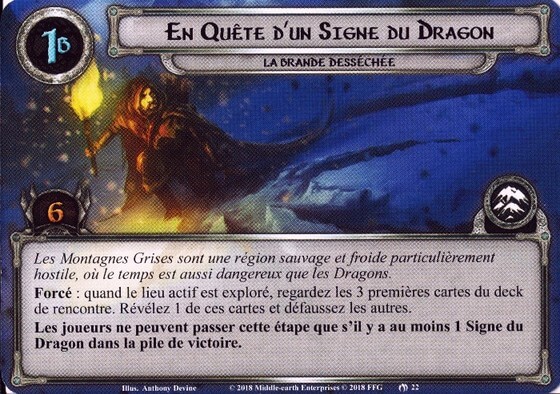 1B
EN QUÊTE D'UN SIGNE DU DRAGON
LA BRANDE DESSÉCHÉE
6
Les Montagnes Grises sont une région sauvage et froide particulièrement
hostile, où le temps est aussi dangereux que les Dragons.
Forcé : quand le lieu actif est exploré, regardez les 3 premières cartes du deck
de rencontre. Révélez 1 de ces cartes et défaussez les autres.
Les joueurs ne peuvent passer cette étape que s'il y a au moins 1 Signe du
Dragon dans la pile de victoire.
Illus. Anthony Devine © 2018 Middle-earth Enterprises © 2018 FFG 22